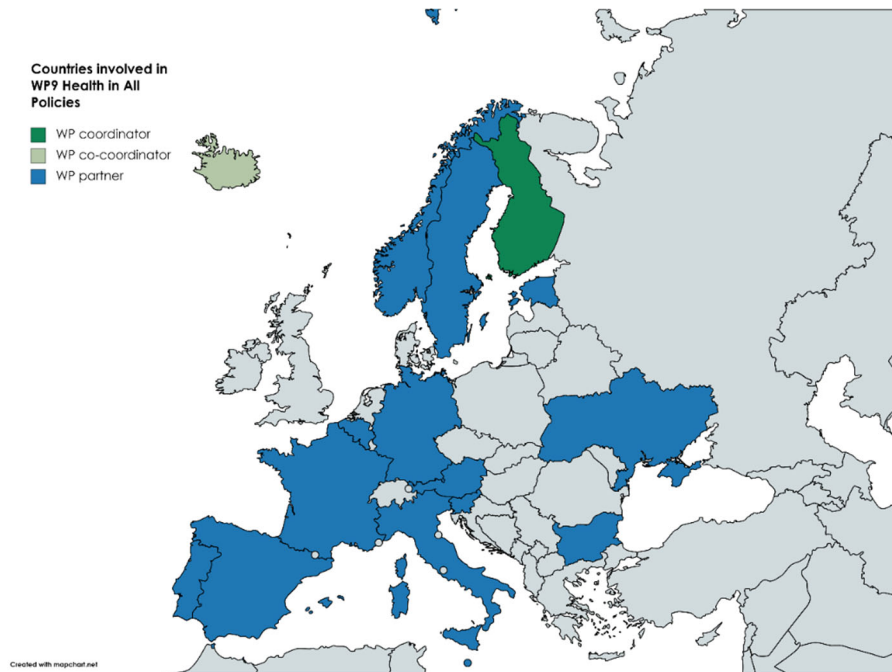 Countries involved in
WP9 Health in All
Policies
WP coordinator
WP co-coordinator
WP partner
Created with mapchart.net